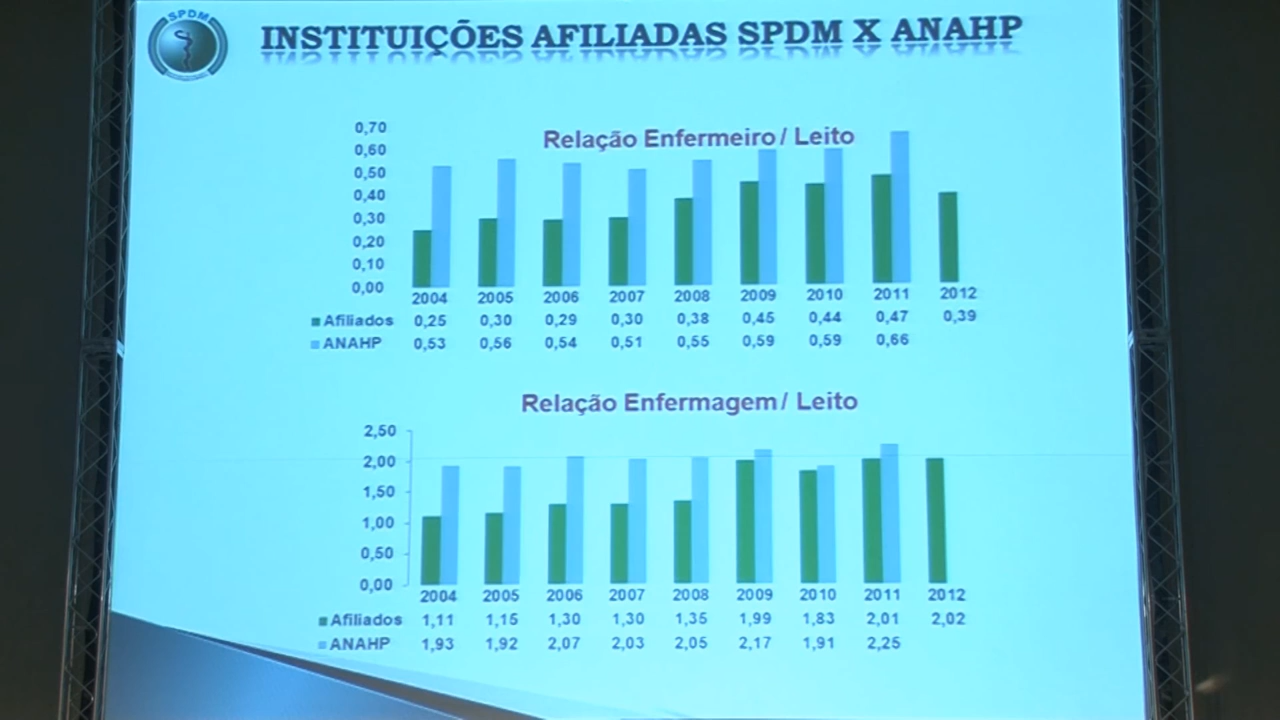 SPDM
INSTITUIÇÕES AFILIADAS SPDM X ANAHP
Relação Enfermeiro / Leito
0,70
0,60
0,50
0,40
0,30
0,20
0,10
0,00
2004 2005 2006 2007 2008 2009 2010 2011 2012
Afiliados 0,25 0,30 0,29 0,30 0,38 0,45 0,44 0,47 0,39
ANAHP 0,53 0,56 0,54 0,51 0,55 0,59 0,59 0,66
Relação Enfermagem / Leito
2,50
2,00
1,50
1,00
0,50
0,00
2004 2005 2006 2007 2008 2009 2010 2011 2012
Afiliados 1,11 1,15 1,30 1,30 1,35 1,99 1,83 2,01 2,02
ANAHP 1,93 1,92 2,07 2,03 2,05 2,17 1,91 2,25